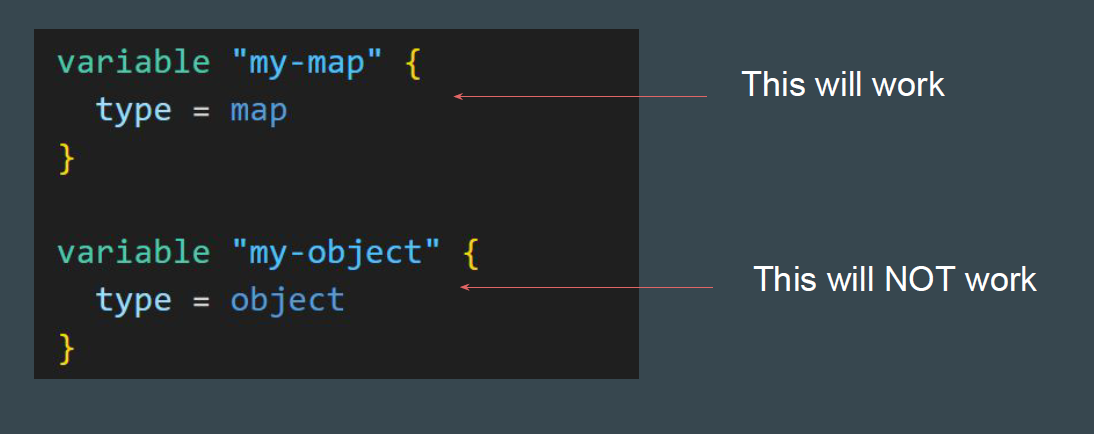 variable "my-map" {
  type = map
}
This will work
variable "my-object" {
  type = object
}
This will NOT work